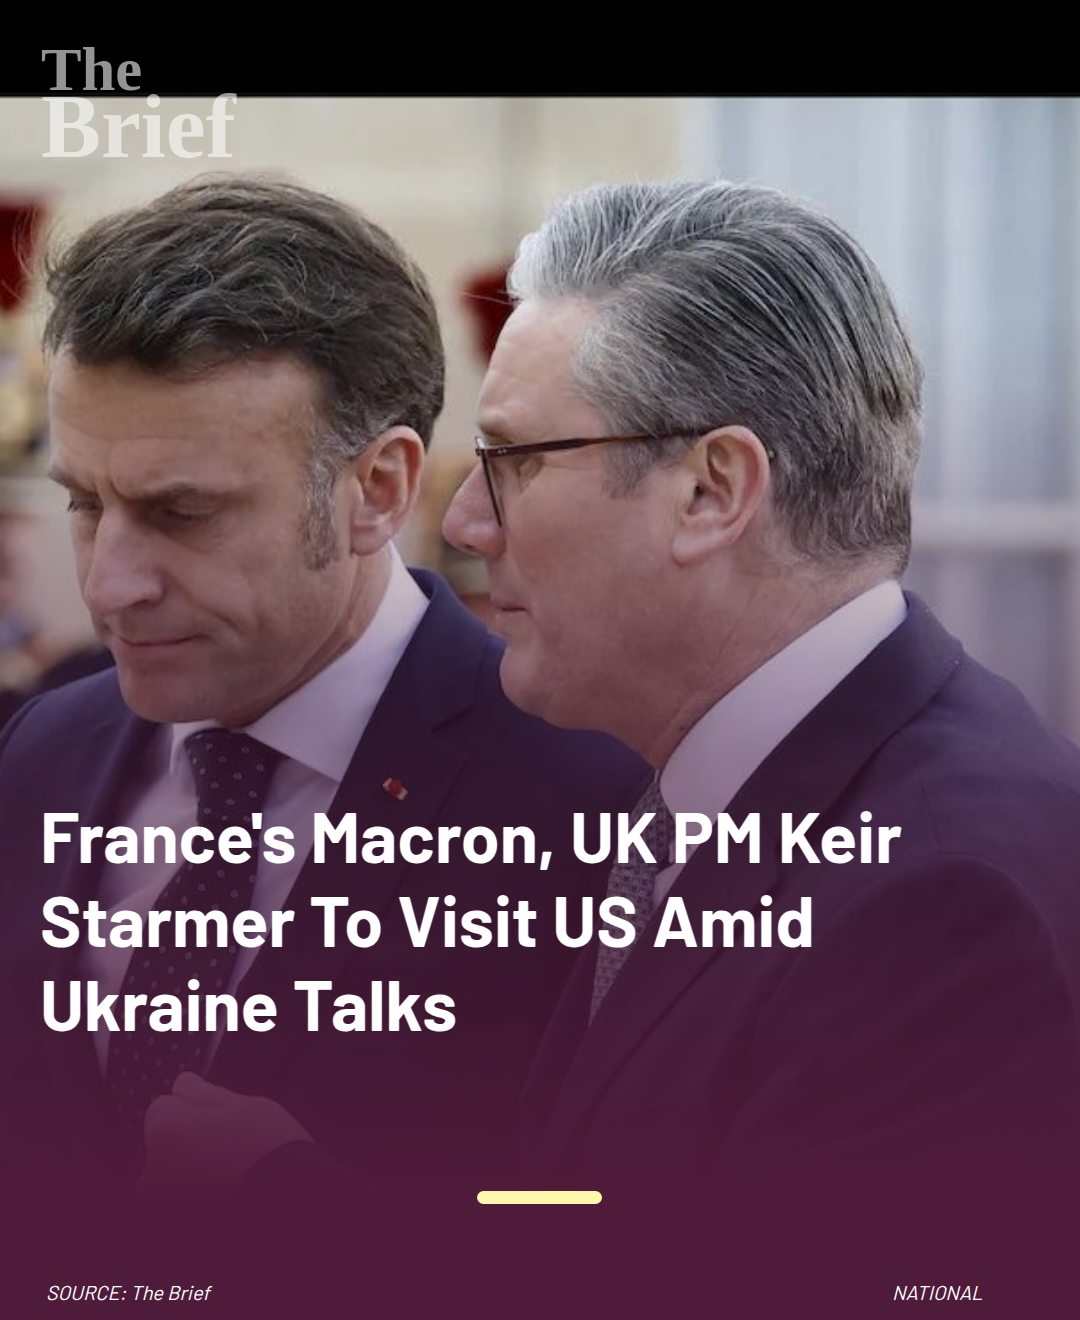 The
Brief
France's Macron, UK PM Keir
Starmer To Visit US Amid
Ukraine Talks
SOURCE: The Brief
NATIONAL